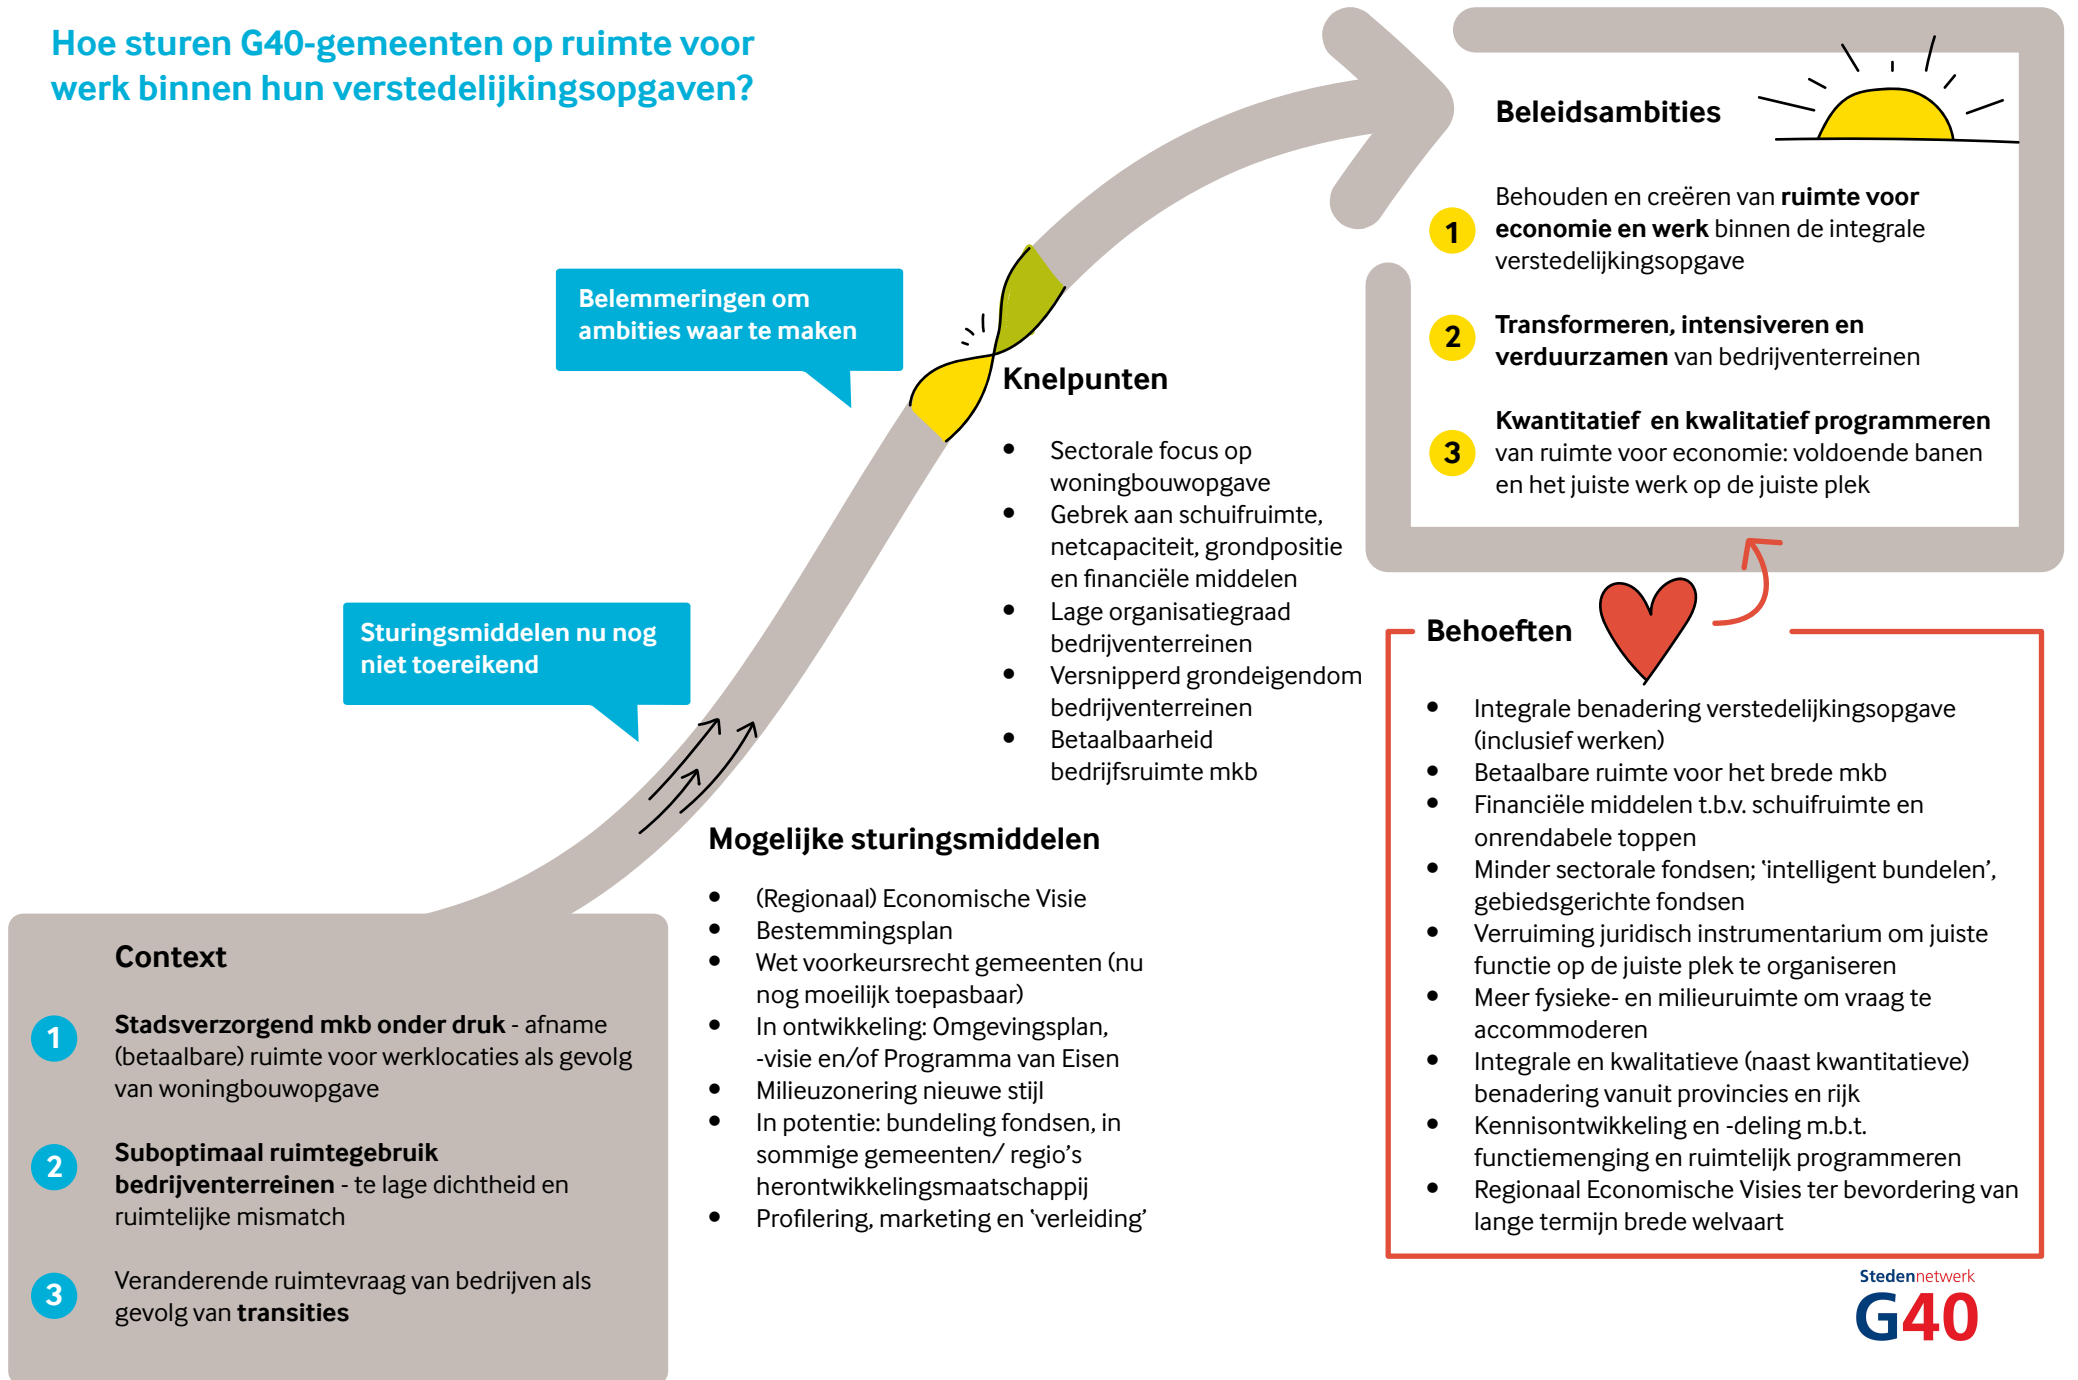 Hoe sturen G40-gemeenten op ruimte voor
werk binnen hun verstedelijkingsopgaven?
Beleidsambities
1
Behouden en creëren van ruimte voor
economie en werk binnen de integrale
verstedelijkingsopgave
2
Transformeren, intensiveren en
verduurzamen van bedrijventerreinen
3
Kwantitatief en kwalitatief programmeren
van ruimte voor economie: voldoende banen
en het juiste werk op de juiste plek
Belemmeringen om
ambities waar te maken
Knelpunten
• Sectorale focus op
woningbouwopgave
• Gebrek aan schuifruimte,
netcapaciteit, grondpositie
en financiële middelen
• Lage organisatiegraad
bedrijventerreinen
• Versnipperd grondeigendom
bedrijventerreinen
• Betaalbaarheid
bedrijfsruimte mkb
Sturingsmiddelen nu nog
niet toereikend
Mogelijke sturingsmiddelen
• (Regionaal) Economische Visie
• Bestemmingsplan
• Wet voorkeursrecht gemeenten (nu
nog moeilijk toepasbaar)
• In ontwikkeling: Omgevingsplan,
-visie en/of Programma van Eisen
• Milieuzonering nieuwe stijl
• In potentie: bundeling fondsen, in
sommige gemeenten/ regio’s
herontwikkelingsmaatschappij
• Profilering, marketing en ‘verleiding’
Context
1
Stadsverzorgend mkb onder druk - afname
(betaalbare) ruimte voor werklocaties als gevolg
van woningbouwopgave
2
Suboptimaal ruimtegebruik
bedrijventerreinen - te lage dichtheid en
ruimtelijke mismatch
3
Veranderende ruimtevraag van bedrijven als
gevolg van transities
Behoeften
• Integrale benadering verstedelijkingsopgave
(inclusief werken)
• Betaalbare ruimte voor het brede mkb
• Financiële middelen t.b.v. schuifruimte en
onrendabele toppen
• Minder sectorale fondsen; ‘intelligent bundelen’,
gebiedsgerichte fondsen
• Verruiming juridisch instrumentarium om juiste
functie op de juiste plek te organiseren
• Meer fysieke- en milieuruimte om vraag te
accommoderen
• Integrale en kwalitatieve (naast kwantitatieve)
benadering vanuit provincies en rijk
• Kennisontwikkeling en -deling m.b.t.
functiemenging en ruimtelijk programmeren
• Regionaal Economische Visies ter bevordering van
lange termijn brede welvaart
Stedennetwerk
G40